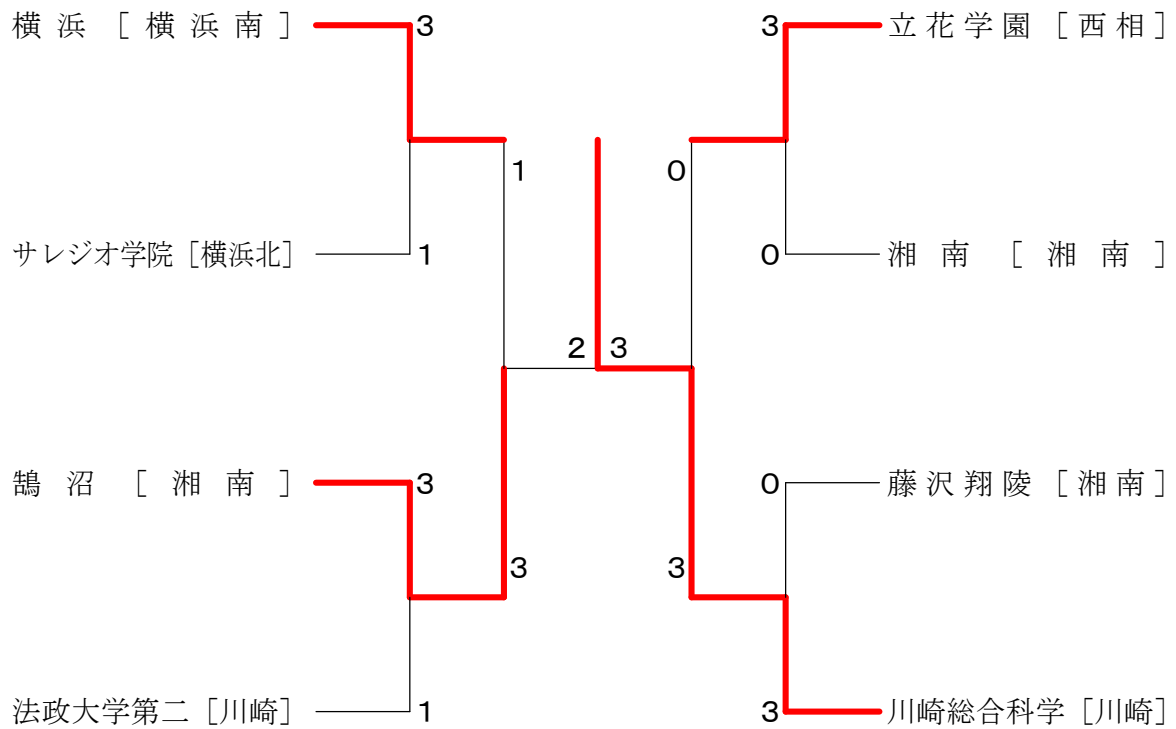 横浜［横浜南］ 3 3 立花学園［西相］
1 0
サレジオ学院［横浜北］ 1 0 湘南［湘南］
2 3
鵠沼［湘南］ 3 0 藤沢翔陵［湘南］
3 3
法政大学第二［川崎］ 1 3 川崎総合科学［川崎］